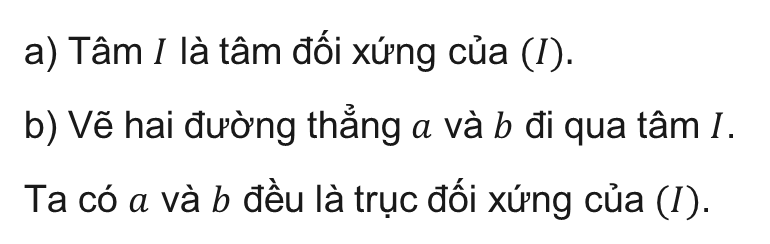 a) Tâm I là tâm đối xứng của (I).
b) Vẽ hai đường thẳng a và b đi qua tâm I.
Ta có a và b đều là trục đối xứng của (I).